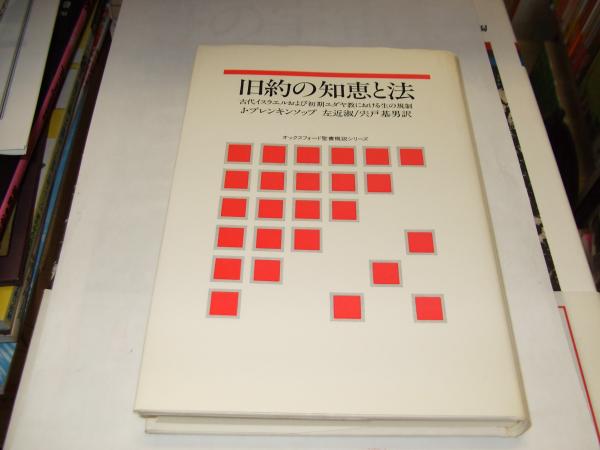 旧約の知恵と法
古代イスラエルおよび初期ユダヤ教における生の規制
J・ブレンキンソップ 左近淑/宍戸基男訳
オックスフォード聖書概説シリーズ